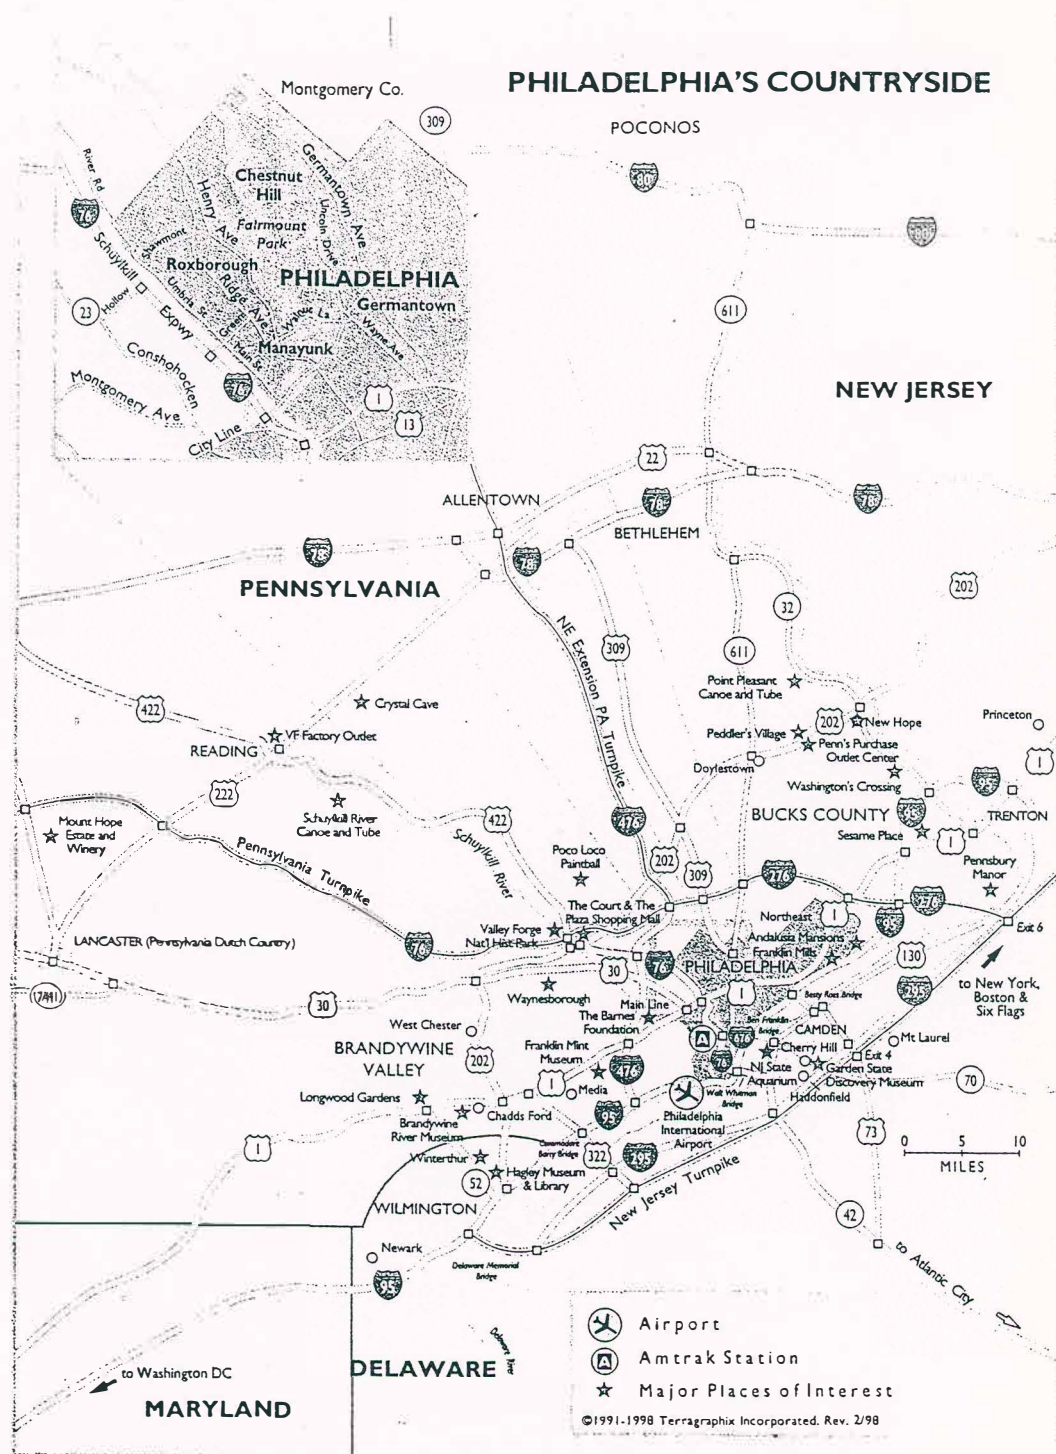 PHILADELPHIA'S COUNTRYSIDE
Montgomery Co.
309
POCONOS
River Rd
Germantown Ave
Chestnut
Hill
80
Henry Ave
Lincoln Drive
76
Fairmount
Park
Shawmont
Schuylkill Expwy
Roxborough
PHILADELPHIA
Ridge Ave
Umbria St
Germantown
Hollow
23
Green
Walnut La
Wayne Ave
Main St
Manayunk
611
Conshohocken
76
Montgomery Ave
1
13
City Line
NEW JERSEY
22
ALLENTOWN
78
78
BETHLEHEM
78
78
PENNSYLVANIA
202
32
NE Extension PA Turnpike
309
611
Point Pleasant
Canoe and Tube
422
Crystal Cave
202
New Hope
Princeton
VF Factory Outlet
Peddler's Village
READING
Penn's Purchase
Outlet Center
Doylestown
1
Washington's Crossing
95
222
Schuylkill River
Canoe and Tube
422
476
BUCKS COUNTY
95
TRENTON
Mount Hope
Estate and
Winery
Schuylkill River
Sesame Place
1
Pennsylvania Turnpike
Poco Loco
Paintball
202
Pennsbury
Manor
309
276
276
The Court & The
Plaza Shopping Mall
Northeast
1
95
Exit 6
Valley Forge
Nat'l Hist Park
Andalusia Mansions
Franklin Mills
LANCASTER (Pennsylvania Dutch Country)
76
30
76
PHILADELPHIA
130
30
Waynesborough
1
Betsy Ross Bridge
295
to New York,
Boston &
Six Flags
Main Line
The Barnes
Foundation
Ben Franklin
Bridge
West Chester
CAMDEN
A
676
Mt Laurel
BRANDYWINE
VALLEY
202
Franklin Mint
Museum
Cherry Hill
Exit 4
476
76
NJ State
Aquarium
Garden State
Discovery Museum
70
1
Media
Haddonfield
Longwood Gardens
Walt Whitman
Bridge
Chadds Ford
95
Philadelphia
International
Airport
Brandywine
River Museum
73
0 5 10
MILES
1
Commodore
Barry Bridge
Winterthur
322
295
52
Hagley Museum
& Library
New Jersey Turnpike
WILMINGTON
42
Newark
to Atlantic City
Delaware Memorial
Bridge
95
Airport
Delaware River
to Washington DC
DELAWARE
A
Amtrak Station
MARYLAND
Major Places of Interest
©1991-1998 Terragraphix Incorporated. Rev. 2/98